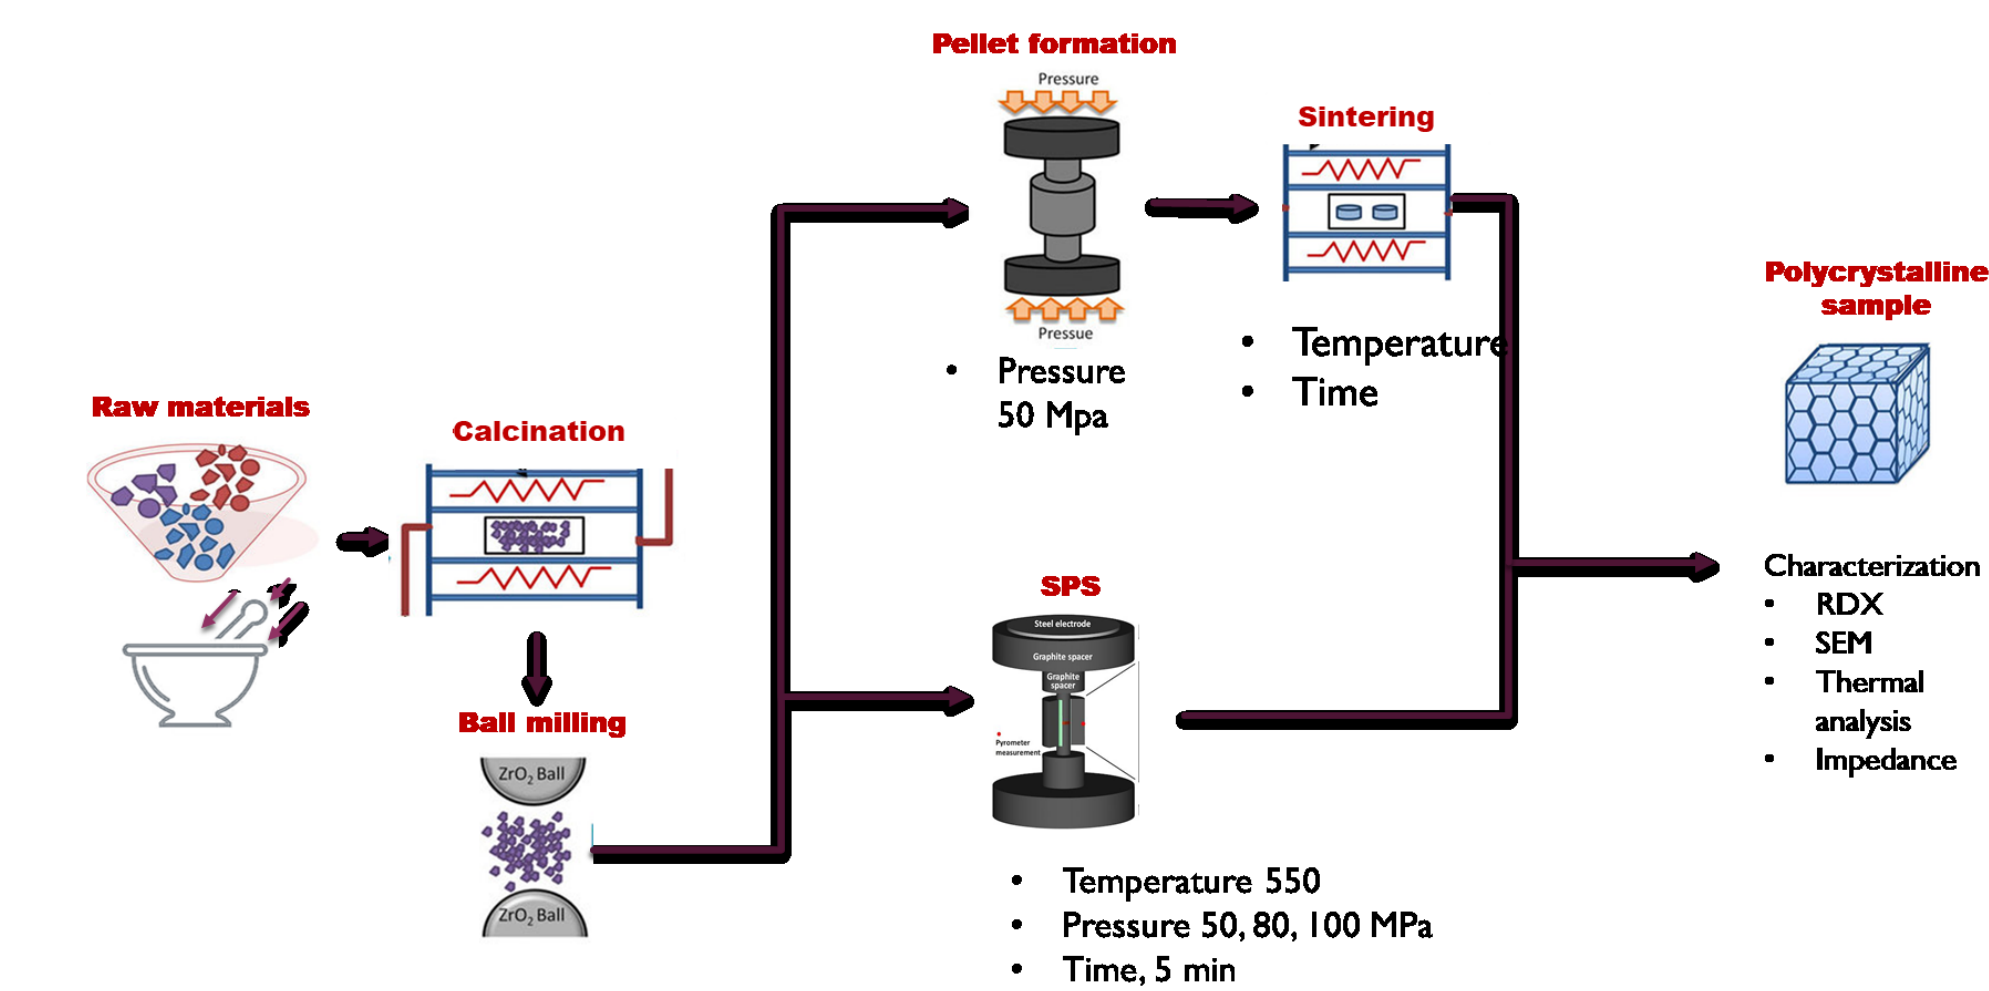 Raw materials
Calcination
Ball milling
ZrO2 Ball
ZrO2 Ball
Pellet formation
Pressure
Pressue
• Pressure
50 Mpa
Sintering
• Temperature
• Time
SPS
Steel electrode
Graphite spacer
Graphite
spacer
Pyrometer
measurement
• Temperature 550
• Pressure 50, 80, 100 MPa
• Time, 5 min
Polycrystalline
sample
Characterization
• RDX
• SEM
• Thermal
analysis
• Impedance